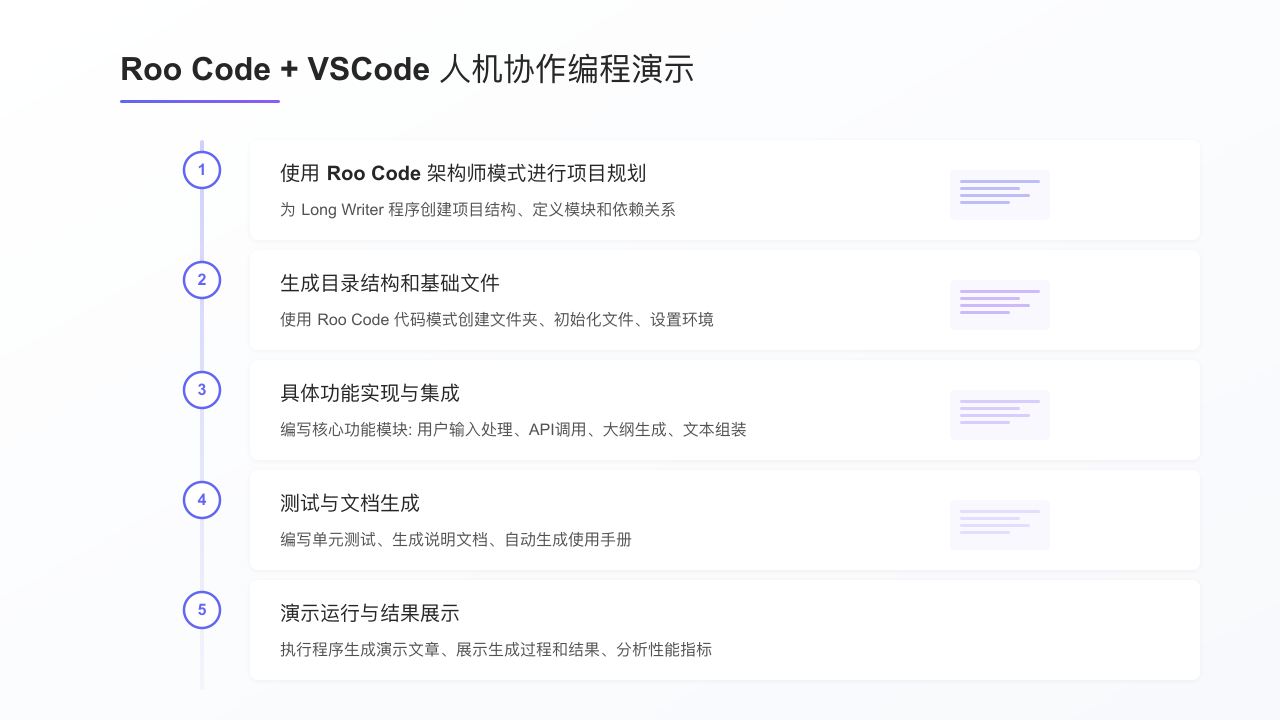 Roo Code + VSCode 人机协作编程演示
1
使用 Roo Code 架构师模式进行项目规划
为 Long Writer 程序创建项目结构、定义模块和依赖关系
2
生成目录结构和基础文件
使用 Roo Code 代码模式创建文件夹、初始化文件、设置环境
3
具体功能实现与集成
编写核心功能模块: 用户输入处理、API调用、大纲生成、文本组装
4
测试与文档生成
编写单元测试、生成说明文档、自动生成使用手册
5
演示运行与结果展示
执行程序生成演示文章、展示生成过程和结果、分析性能指标